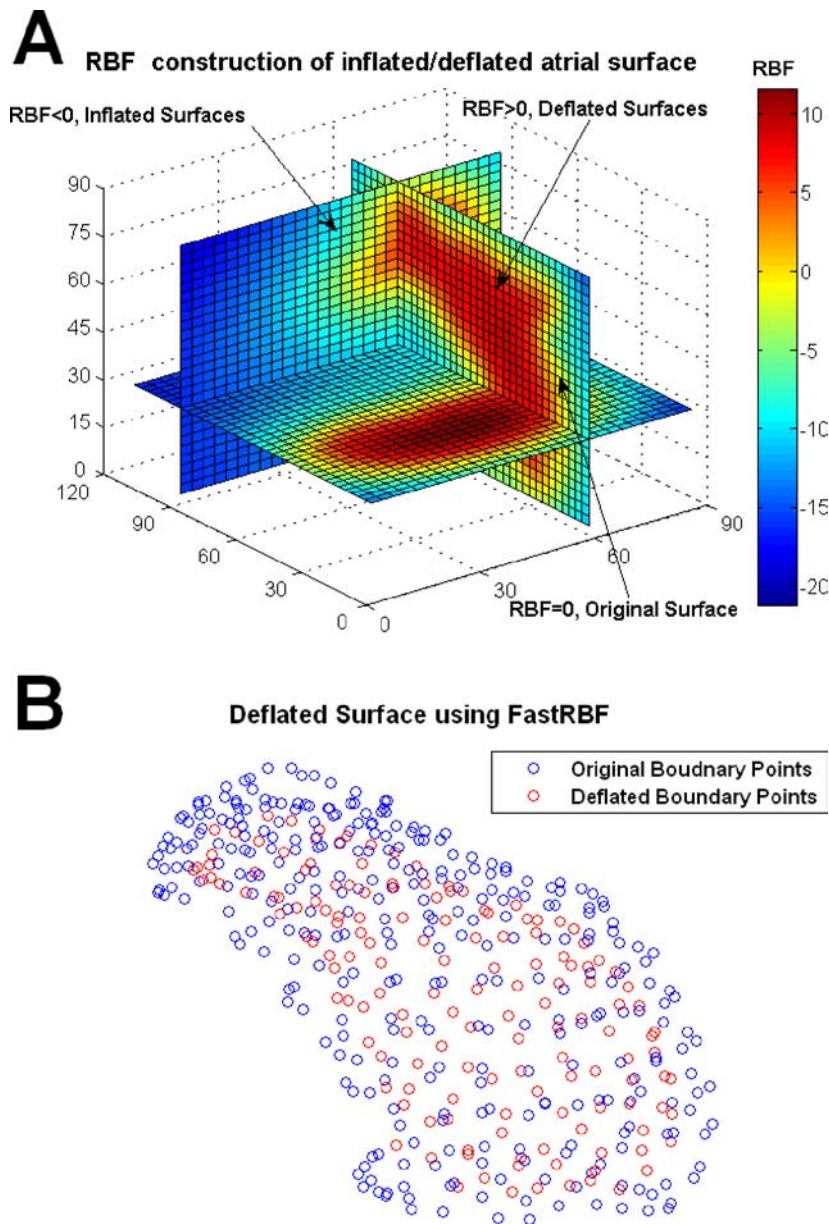 A
RBF construction of inflated/deflated atrial surface
RBF
RBF<0, Inflated Surfaces
RBF>0, Deflated Surfaces
90
75
60
45
30
15
0
120
90
60
30
0
0
30
60
90
10
5
0
-5
-10
-15
-20
RBF=0, Original Surface
B
Deflated Surface using FastRBF
Original Boudnary Points
Deflated Boundary Points